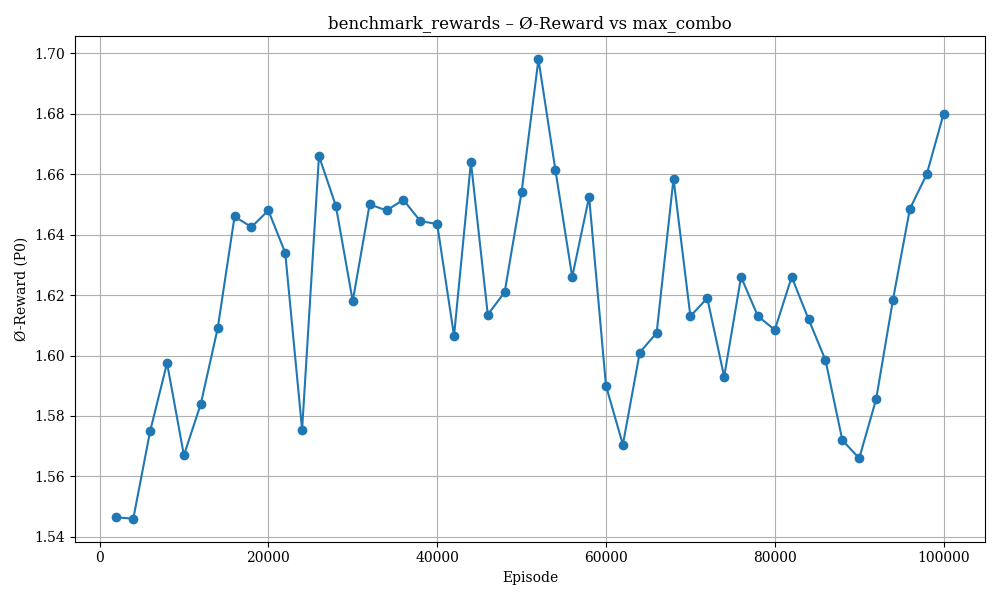 benchmark_rewards – Ø-Reward vs max_combo
Ø-Reward (P0)
1.70
1.68
1.66
1.64
1.62
1.60
1.58
1.56
1.54
0 20000 40000 60000 80000 100000
Episode